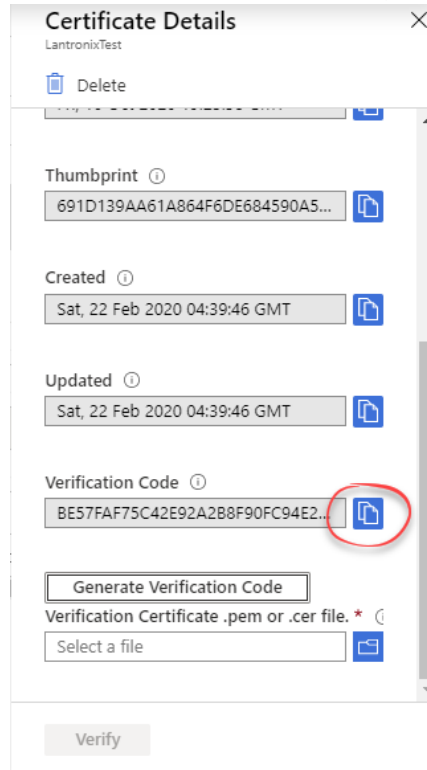 Certificate Details
LantronixTest
Delete
Thumbprint
691D139AA61A864F6DE684590A5...
Created
Sat, 22 Feb 2020 04:39:46 GMT
Updated
Sat, 22 Feb 2020 04:39:46 GMT
Verification Code
BE57FAF75C42E92A2B8F90FC94E2...
Generate Verification Code
Verification Certificate .pem or .cer file. *
Select a file
Verify